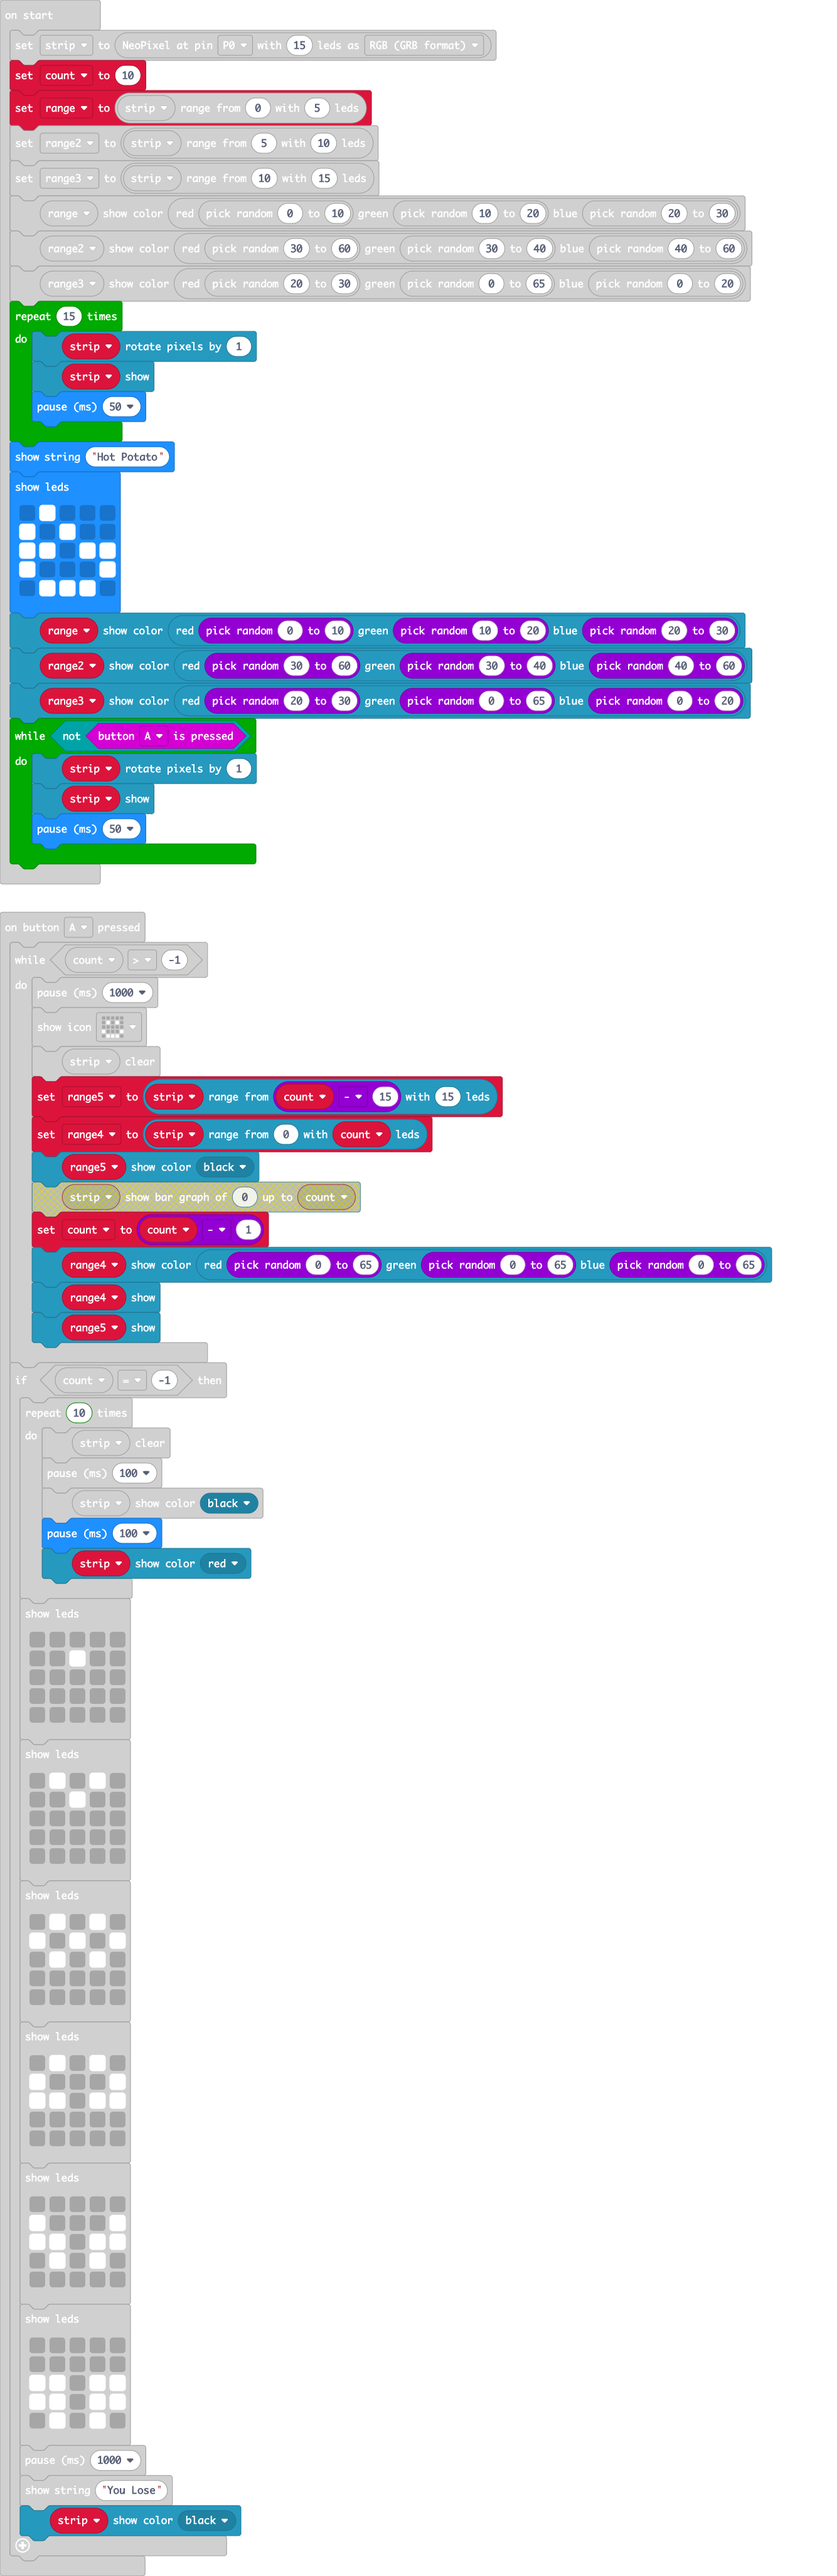 on start
set strip to NeoPixel at pin P0 with 15 leds as RGB (GRB format)
set count to 10
set range to strip range from 0 with 5 leds
set range2 to strip range from 5 with 10 leds
set range3 to strip range from 10 with 15 leds
range show color red pick random 0 to 10 green pick random 10 to 20 blue pick random 20 to 30
range2 show color red pick random 30 to 60 green pick random 30 to 40 blue pick random 40 to 60
range3 show color red pick random 20 to 30 green pick random 0 to 65 blue pick random 0 to 20
repeat 15 times
do strip rotate pixels by 1
strip show
pause (ms) 50
show string "Hot Potato"
show leds
range show color red pick random 0 to 10 green pick random 10 to 20 blue pick random 20 to 30
range2 show color red pick random 30 to 60 green pick random 30 to 40 blue pick random 40 to 60
range3 show color red pick random 20 to 30 green pick random 0 to 65 blue pick random 0 to 20
while not button A is pressed
do strip rotate pixels by 1
strip show
pause (ms) 50
on button A pressed
while count > -1
do pause (ms) 1000
show icon
strip clear
set range5 to strip range from count - 15 with 15 leds
set range4 to strip range from 0 with count leds
range5 show color black
strip show bar graph of 0 up to count
set count to count - 1
range4 show color red pick random 0 to 65 green pick random 0 to 65 blue pick random 0 to 65
range4 show
range5 show
if count = -1 then
repeat 10 times
do strip clear
pause (ms) 100
strip show color black
pause (ms) 100
strip show color red
show leds
show leds
show leds
show leds
show leds
show leds
pause (ms) 1000
show string "You Lose"
strip show color black